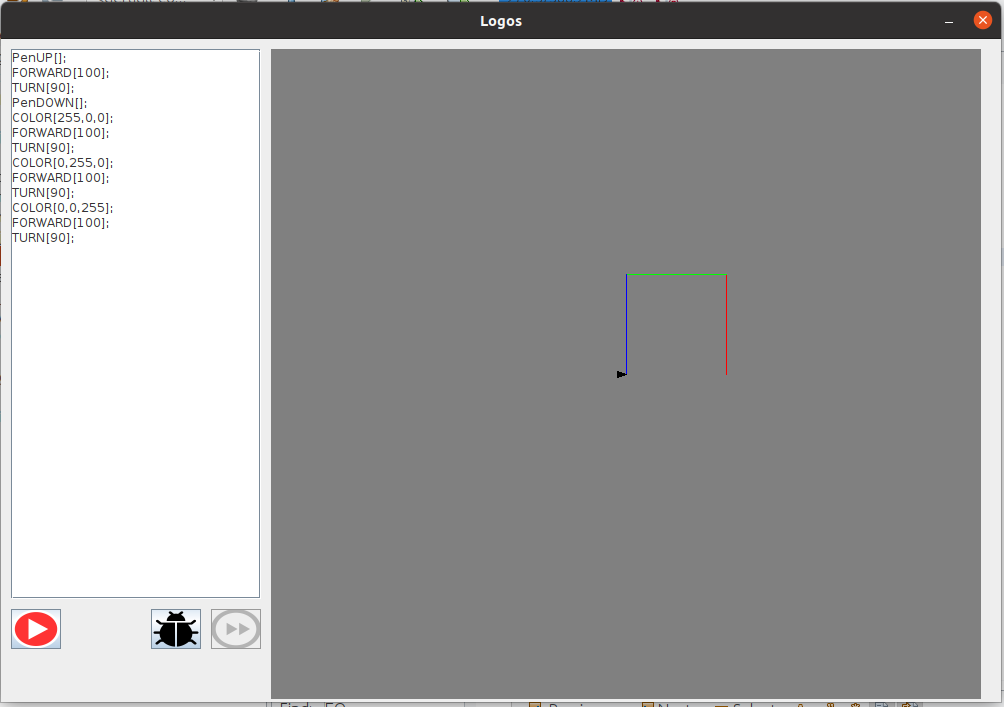 Logos
PenUP[];
FORWARD[100];
TURN[90];
PenDOWN[];
COLOR[255,0,0];
FORWARD[100];
TURN[90];
COLOR[0,255,0];
FORWARD[100];
TURN[90];
COLOR[0,0,255];
FORWARD[100];
TURN[90];